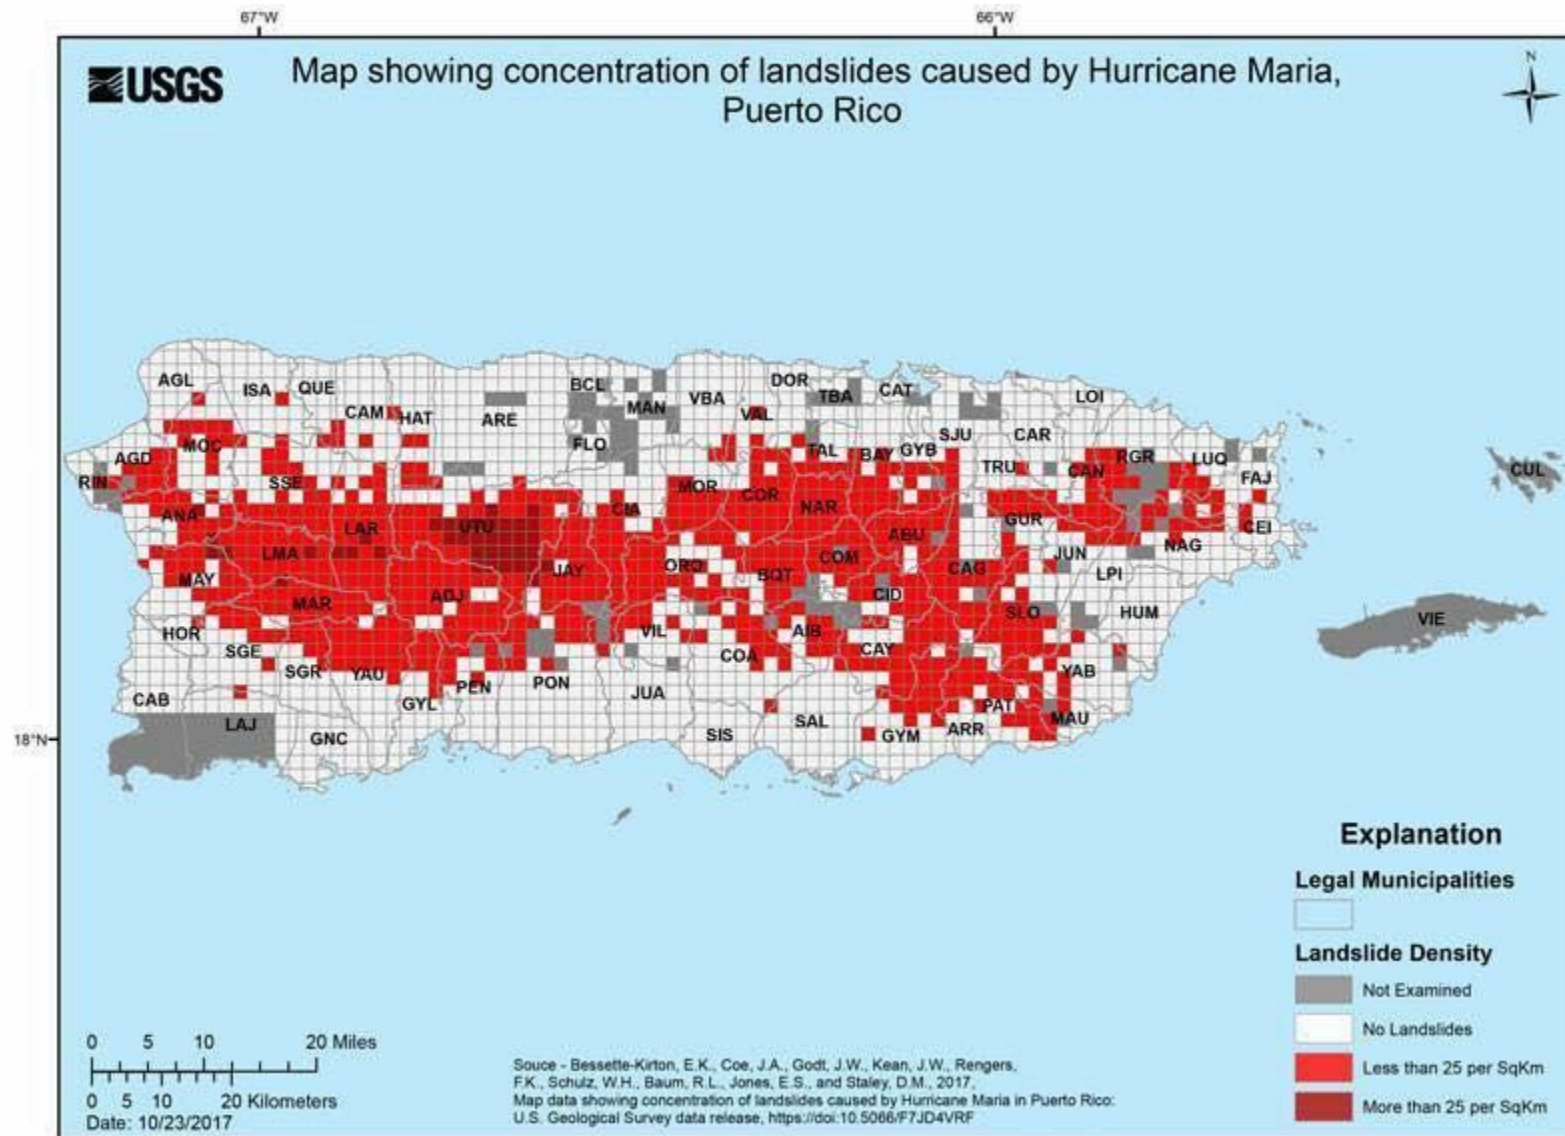 67°W
66°W
USGS
Map showing concentration of landslides caused by Hurricane Maria,
Puerto Rico
N
AGL
ISA
QUE
CAM
HAT
ARE
BCL
MAN
VBA
DOR
VAL
TBA
CAT
LOI
MOC
AGD
RIN
SSE
FLO
TAL
BAY
GYB
SJU
CAR
TRU
CAN
RGR
LUQ
FAJ
CUL
ANA
LAR
UTU
CIA
MOR
COR
NAR
ABU
GUR
CEI
NAG
LMA
MAY
MAR
ADJ
JAY
ORO
BQT
COM
CID
CAG
JUN
LPI
HUM
SLO
VIE
HOR
SGE
SGR
YAU
GYL
PEN
PON
VIL
JUA
COA
AIB
CAY
YAB
CAB
LAJ
GNC
SIS
SAL
GYM
ARR
PAT
MAU
18°N
Explanation
Legal Municipalities
Landslide Density
Not Examined
No Landslides
Less than 25 per SqKm
More than 25 per SqKm
0 5 10 20 Miles
0 5 10 20 Kilometers
Date: 10/23/2017
Souce - Bessette-Kirton, E.K., Coe, J.A., Godt, J.W., Kean, J.W., Rengers,
F.K., Schulz, W.H., Baum, R.L., Jones, E.S., and Staley, D.M., 2017,
Map data showing concentration of landslides caused by Hurricane Maria in Puerto Rico:
U.S. Geological Survey data release, https://doi:10.5066/F7JD4VRF